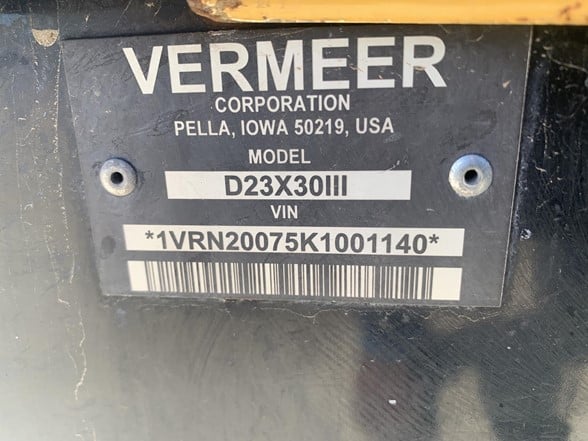 VERMEER
CORPORATION
PELLA, IOWA 50219, USA
MODEL
D23X30III
VIN
*1VRN20075K1001140*